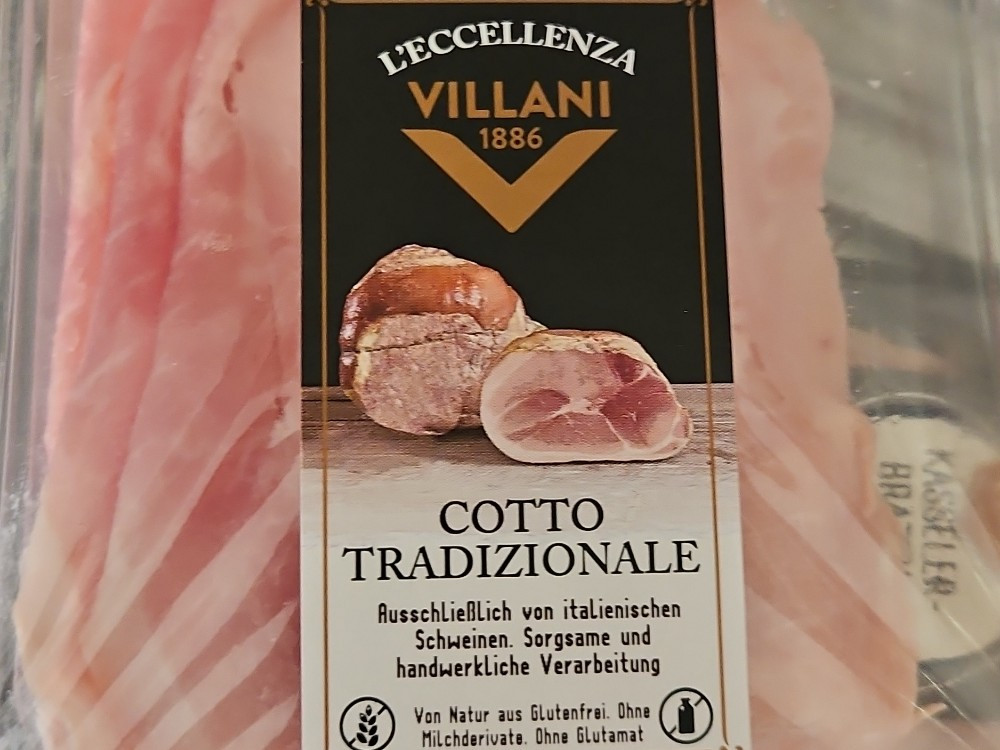 L'ECCELLENZA
VILLANI
1886
COTTO
TRADIZIONALE
Ausschließlich von italienischen
Schweinen. Sorgsame und
handwerkliche Verarbeitung
Von Natur aus Glutenfrei. Ohne
Milchderivate. Ohne Glutamat
KASSELER-